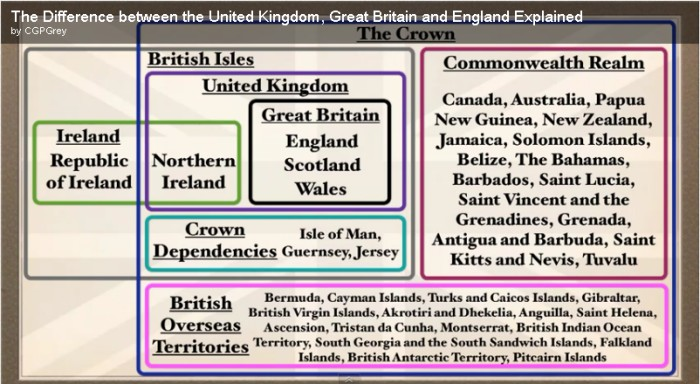 The Difference between the United Kingdom, Great Britain and England Explained
by CGPGrey
The Crown
British Isles
United Kingdom
Great Britain
England
Scotland
Wales
Ireland
Republic
of Ireland
Northern
Ireland
Crown
Dependencies
Isle of Man,
Guernsey, Jersey
Commonwealth Realm
Canada, Australia, Papua
New Guinea, New Zealand,
Jamaica, Solomon Islands,
Belize, The Bahamas,
Barbados, Saint Lucia,
Saint Vincent and the
Grenadines, Grenada,
Antigua and Barbuda, Saint
Kitts and Nevis, Tuvalu
British
Overseas
Territories
Bermuda, Cayman Islands, Turks and Caicos Islands, Gibraltar,
British Virgin Islands, Akrotiri and Dhekelia, Anguilla, Saint Helena,
Ascension, Tristan da Cunha, Montserrat, British Indian Ocean
Territory, South Georgia and the South Sandwich Islands, Falkland
Islands, British Antarctic Territory, Pitcairn Islands